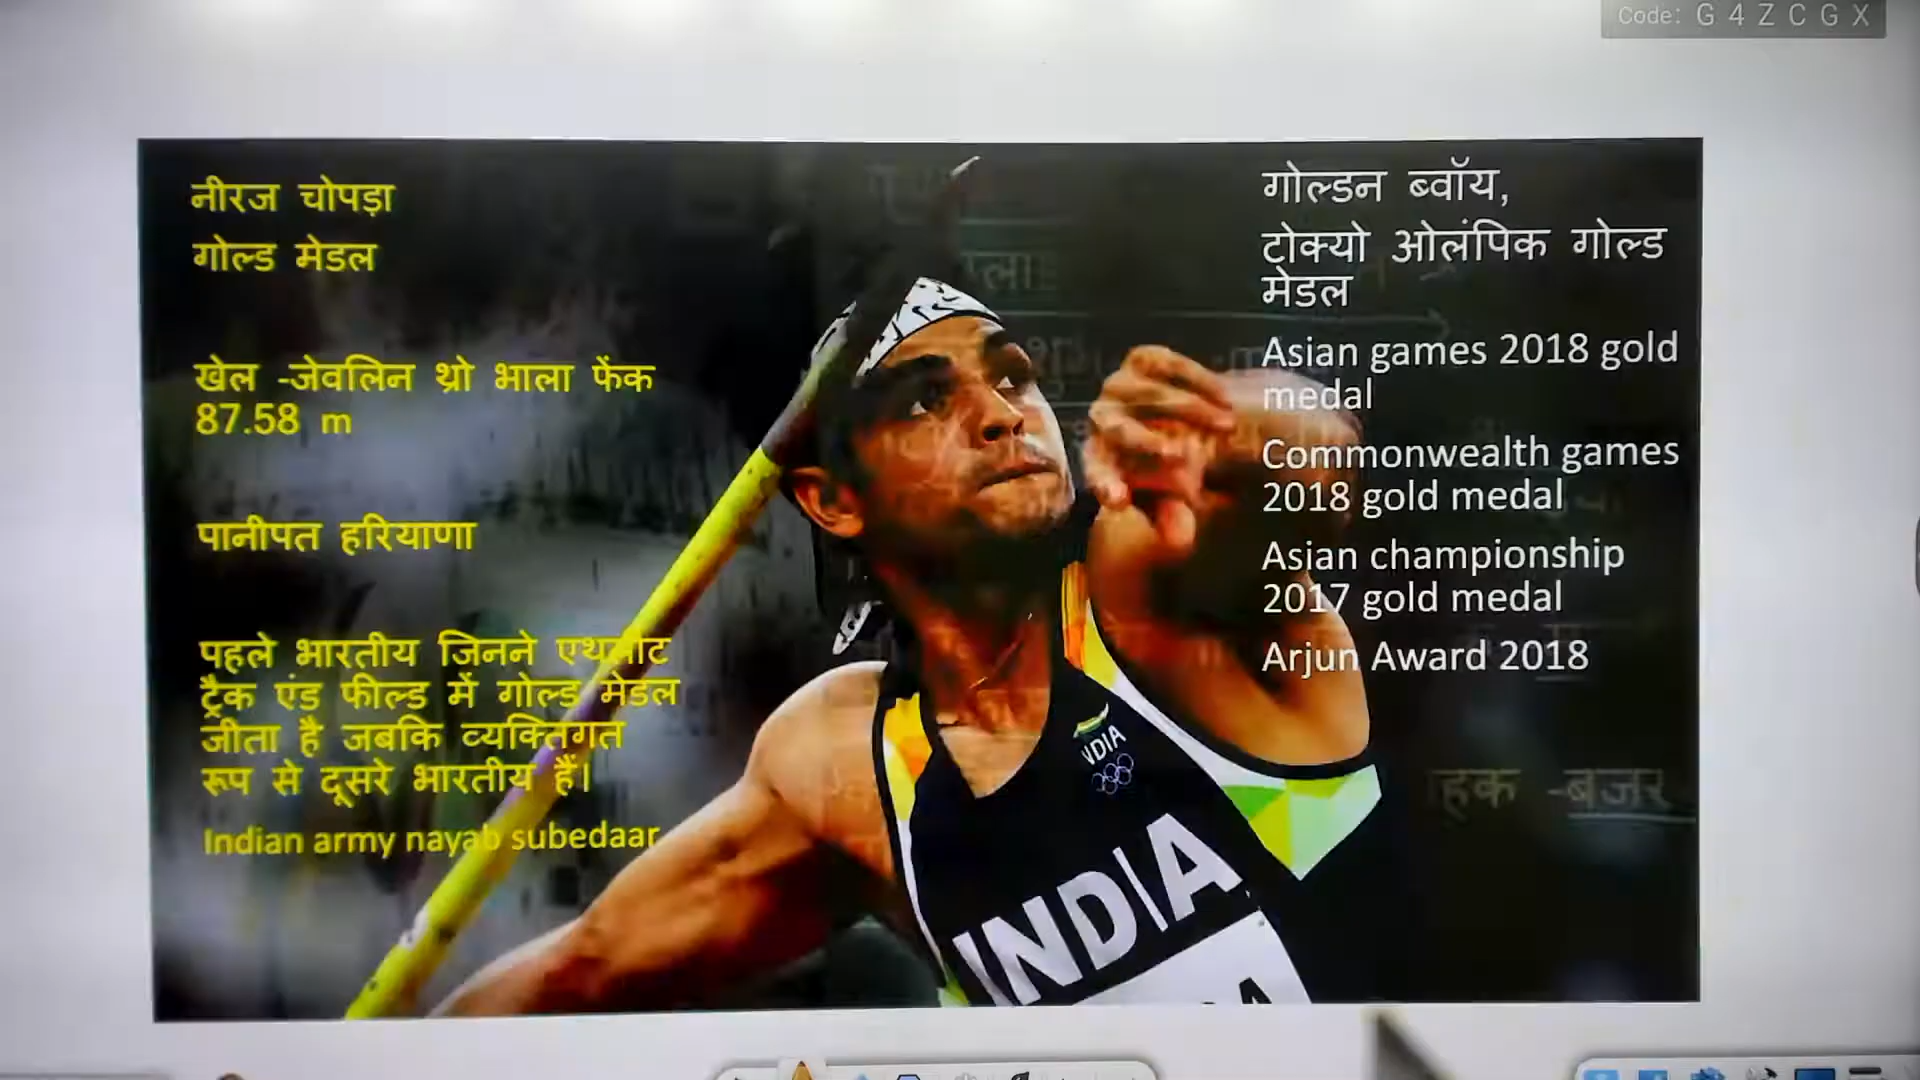 Code: G 4 Z C G X
नीरज चोपड़ा
गोल्ड मेडल
खेल -जेवलिन थ्रो भाला फेंक
87.58 m
पानीपत हरियाणा
पहले भारतीय जिनने एथलीट
ट्रैक एंड फील्ड में गोल्ड मेडल
जीता है जबकि व्यक्तिगत
रूप से दूसरे भारतीय हैं।
Indian army nayab subedaar
गोल्डन ब्वॉय,
टोक्यो ओलंपिक गोल्ड
मेडल
Asian games 2018 gold
medal
Commonwealth games
2018 gold medal
Asian championship
2017 gold medal
Arjun Award 2018
INDIA
INDIA